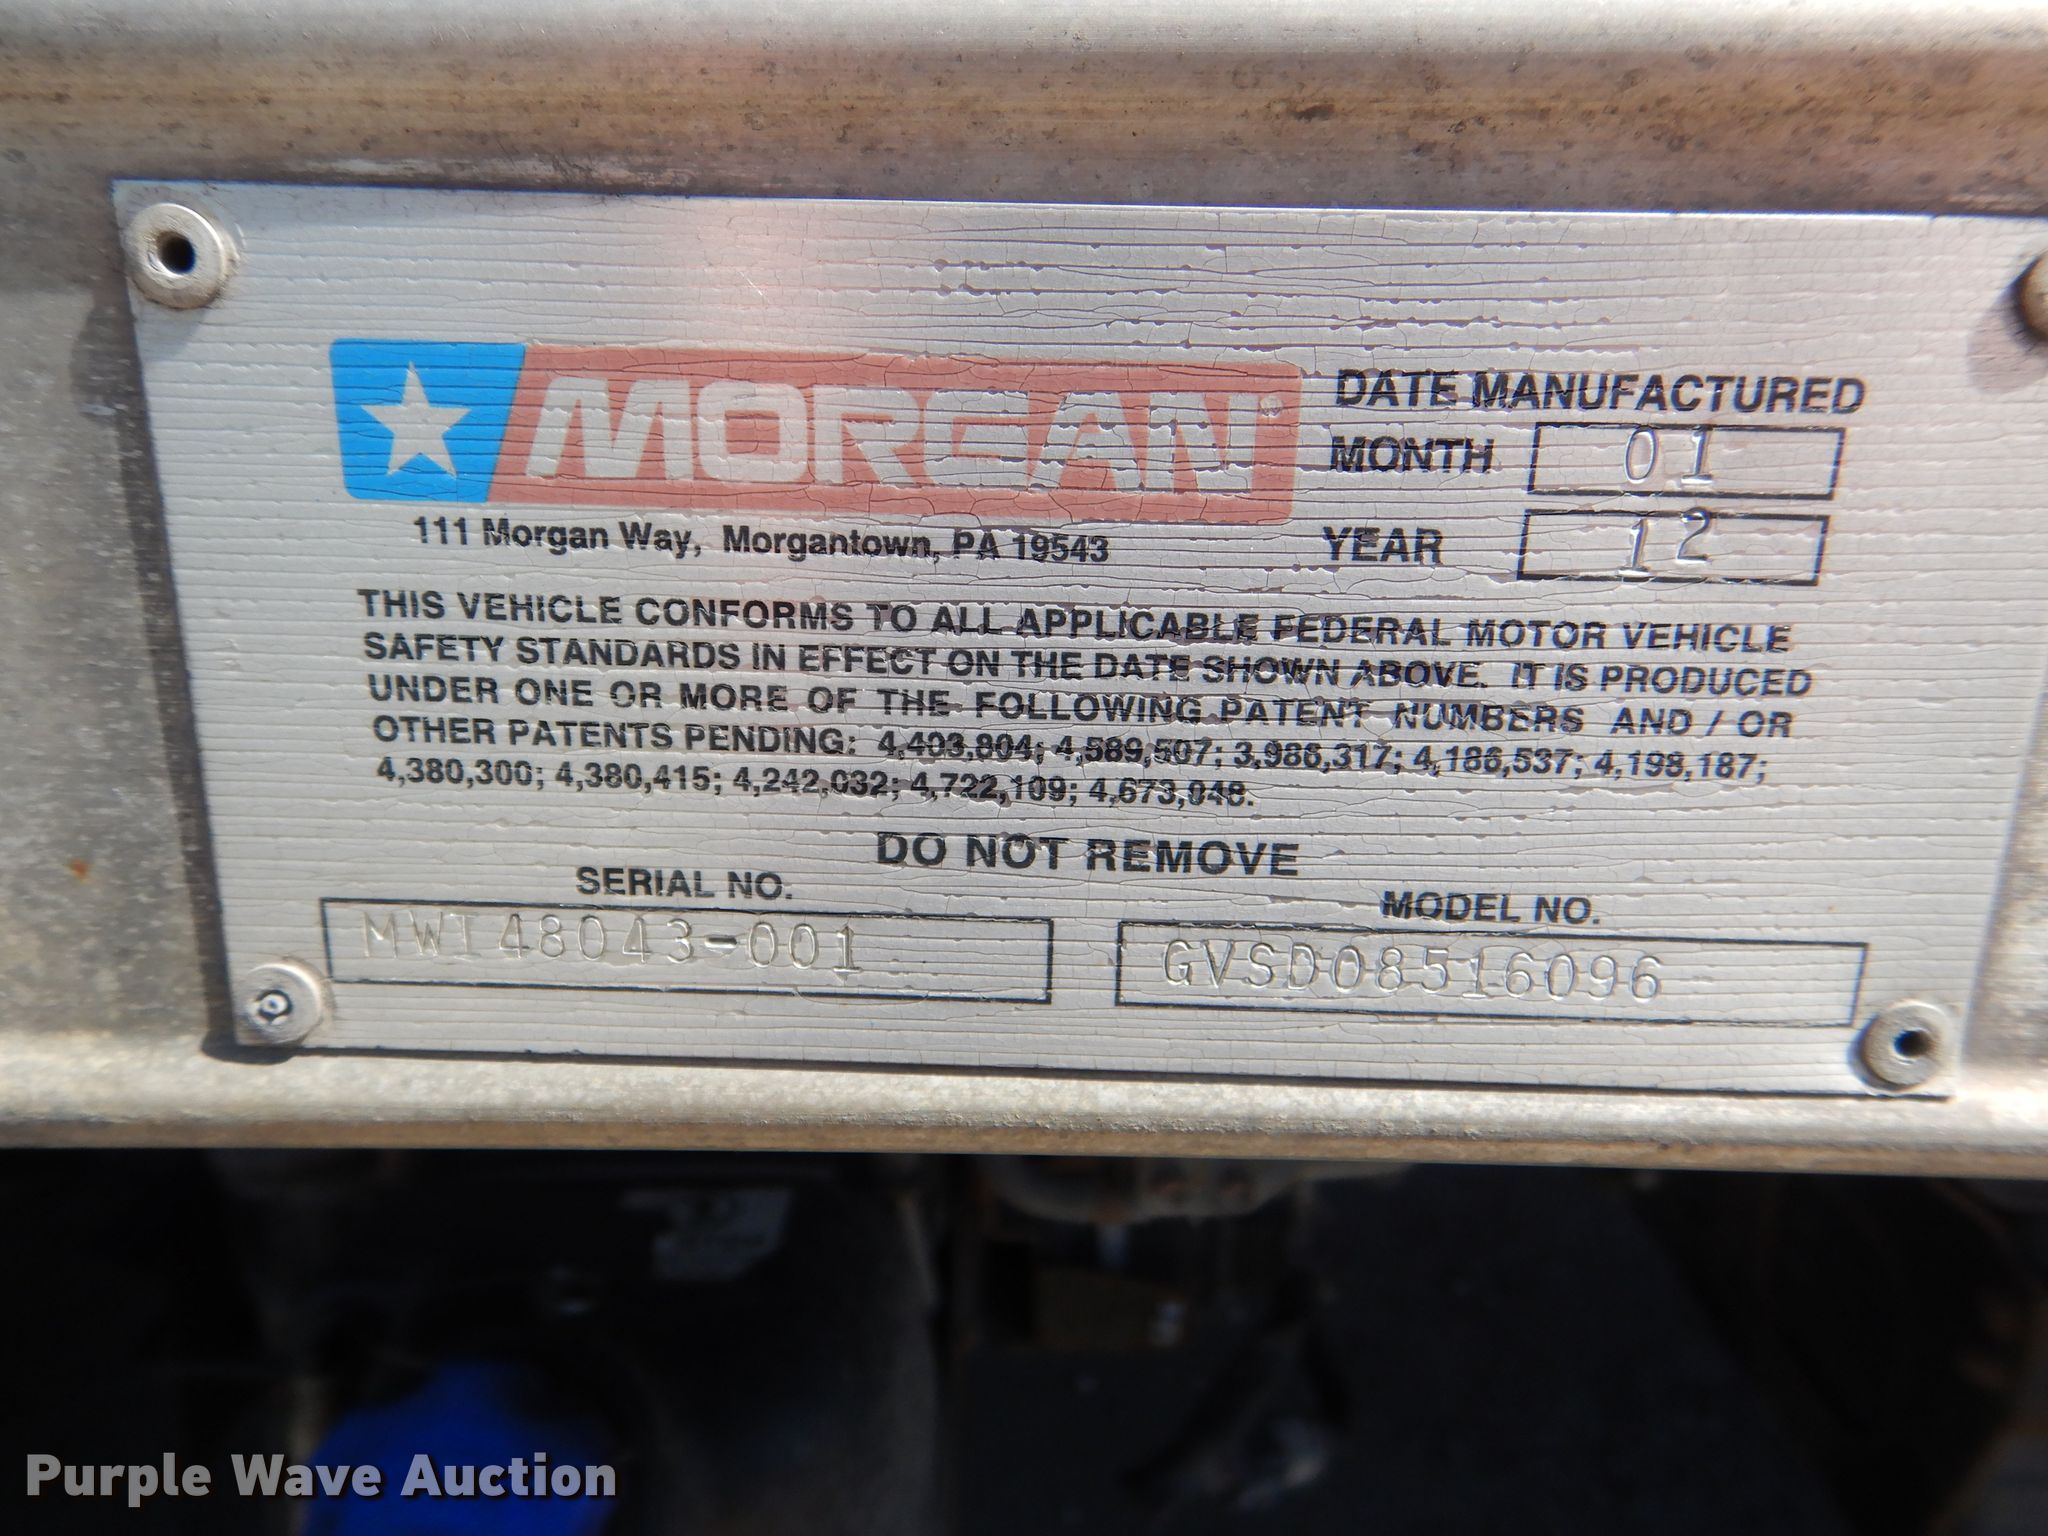 MORGAN®
111 Morgan Way, Morgantown, PA 19543
DATE MANUFACTURED
MONTH 01
YEAR 12
THIS VEHICLE CONFORMS TO ALL APPLICABLE FEDERAL MOTOR VEHICLE
SAFETY STANDARDS IN EFFECT ON THE DATE SHOWN ABOVE. IT IS PRODUCED
UNDER ONE OR MORE OF THE FOLLOWING PATENT NUMBERS AND / OR
OTHER PATENTS PENDING: 4,403,804; 4,589,507; 3,986,317; 4,186,537; 4,198,187;
4,380,300; 4,380,415; 4,242,032; 4,722,109; 4,673,048.
DO NOT REMOVE
SERIAL NO.
MWI48043-001
MODEL NO.
GVSD08516096
Purple Wave Auction